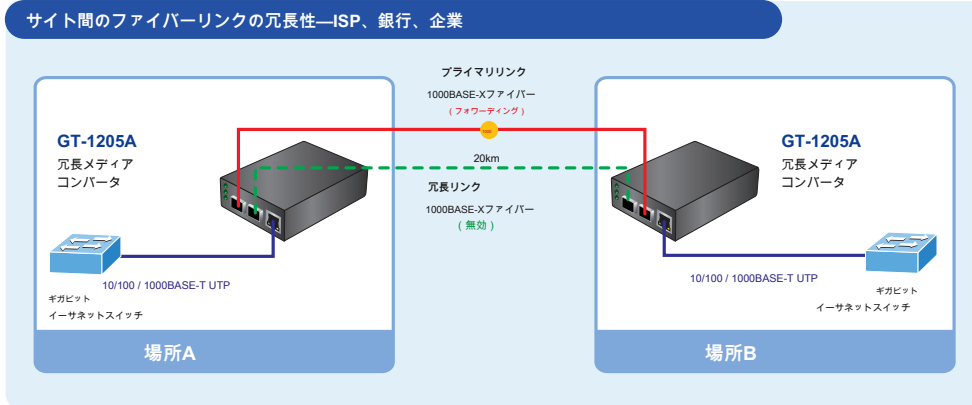 サイト間のファイバーリンクの冗長性—ISP、銀行、企業
プライマリリンク
1000BASE-Xファイバー
（フォワーディング）
20km
冗長リンク
1000BASE-Xファイバー
（無効）
GT-1205A
冗長メディア
コンバータ
10/100 / 1000BASE-T UTP
ギガビット
イーサネットスイッチ
場所A
GT-1205A
冗長メディア
コンバータ
10/100 / 1000BASE-T UTP
ギガビット
イーサネットスイッチ
場所B